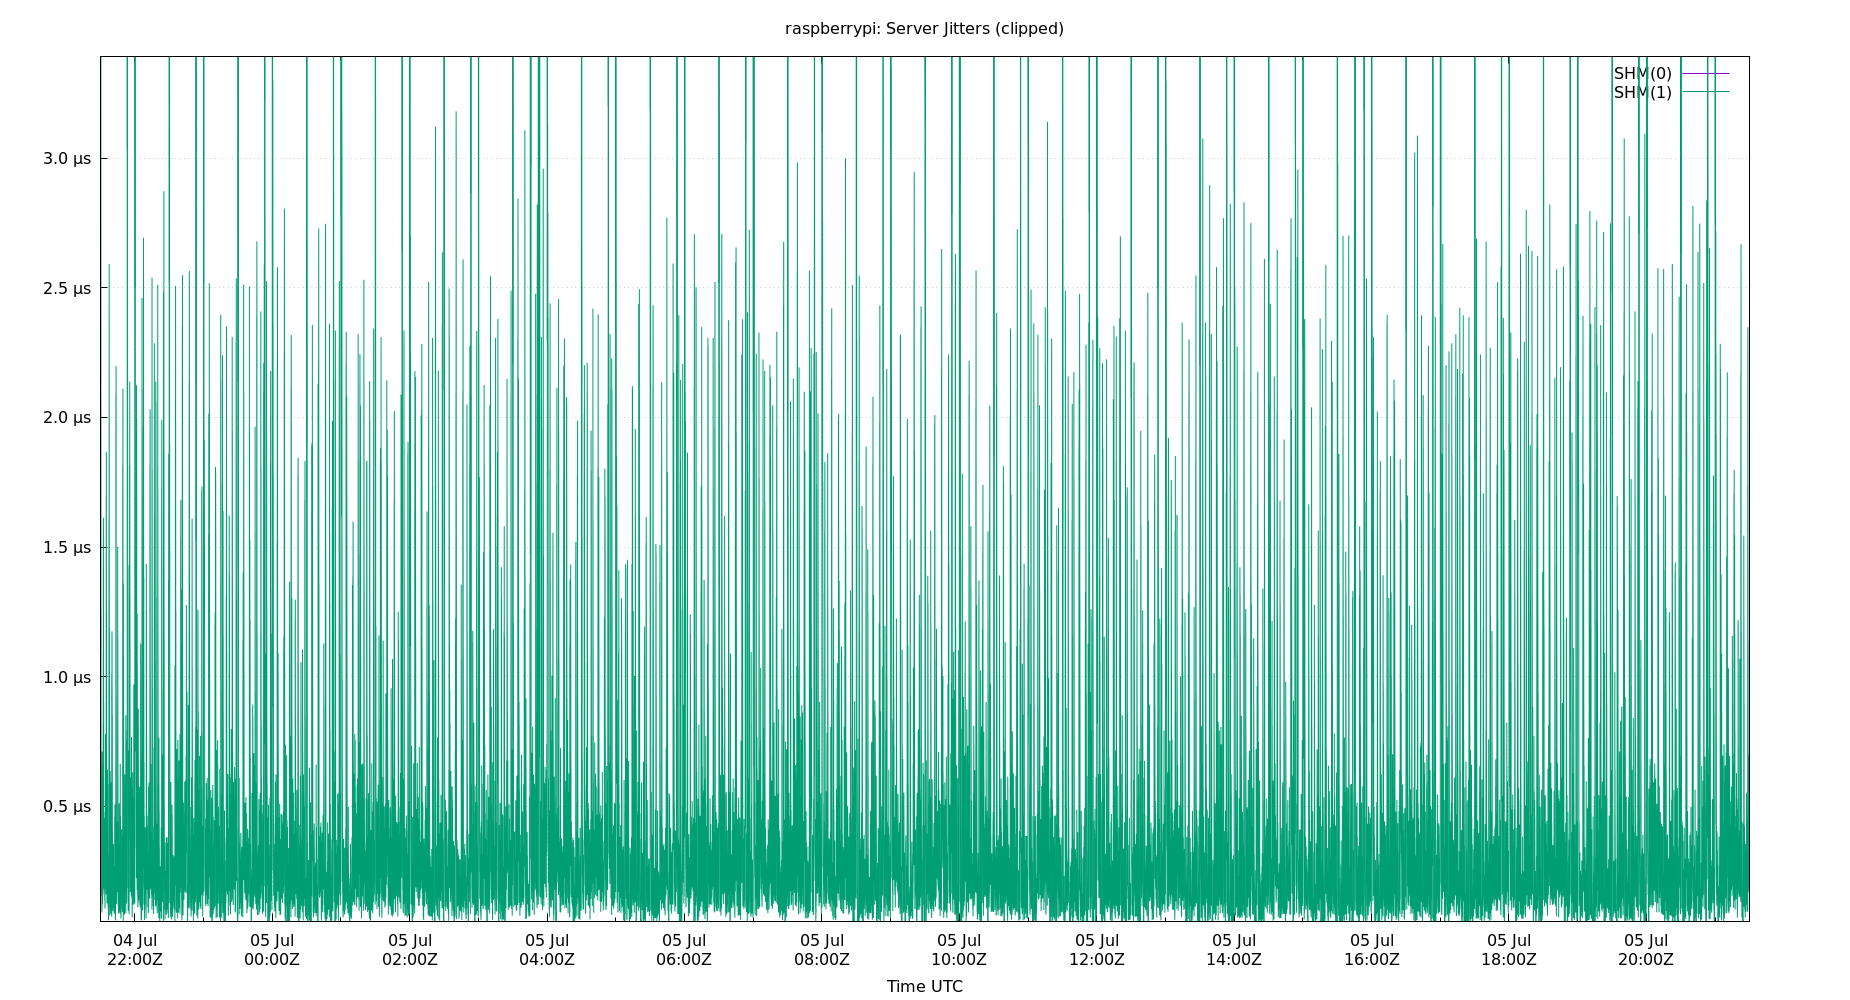 raspberrypi: Server Jitters (clipped)
SHM(0)
SHM(1)
3.0 µs
2.5 µs
2.0 µs
1.5 µs
1.0 µs
0.5 µs
04 Jul 05 Jul 05 Jul 05 Jul 05 Jul 05 Jul 05 Jul 05 Jul 05 Jul 05 Jul 05 Jul 05 Jul
22:00Z 00:00Z 02:00Z 04:00Z 06:00Z 08:00Z 10:00Z 12:00Z 14:00Z 16:00Z 18:00Z 20:00Z
Time UTC